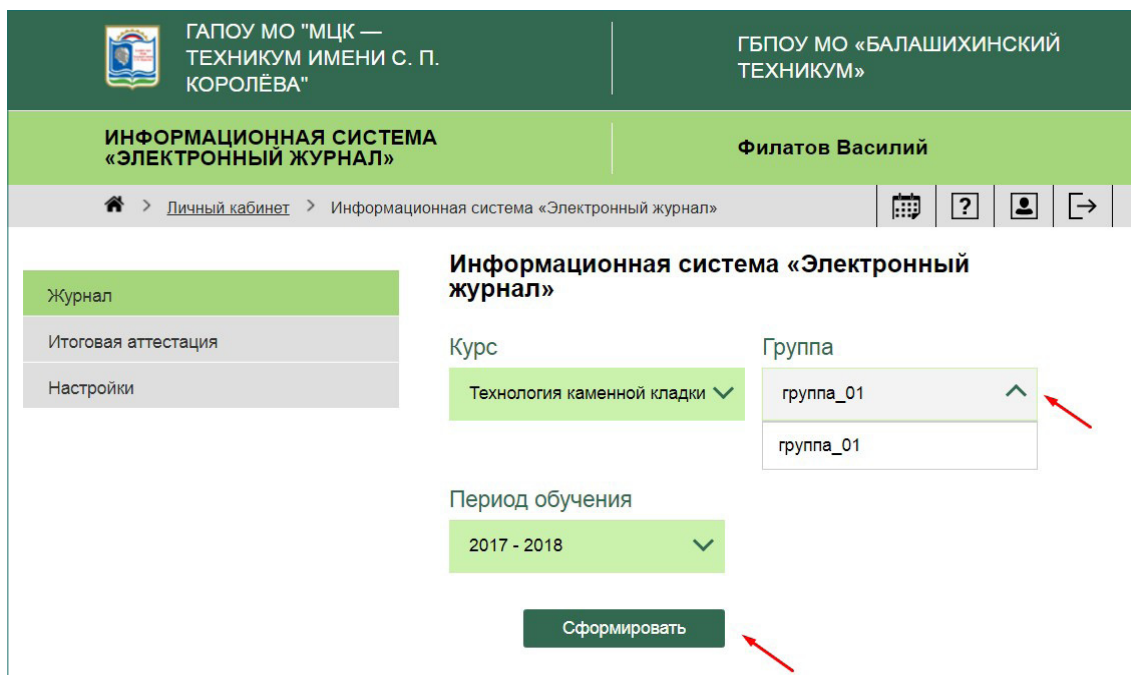 ГАПОУ МО "МЦК —
ТЕХНИКУМ ИМЕНИ С. П.
КОРОЛЁВА"
ГБПОУ МО «БАЛАШИХИНСКИЙ
ТЕХНИКУМ»
ИНФОРМАЦИОННАЯ СИСТЕМА
«ЭЛЕКТРОННЫЙ ЖУРНАЛ»
Филатов Василий
> Личный кабинет > Информационная система «Электронный журнал»
Журнал
Итоговая аттестация
Настройки
Информационная система «Электронный
журнал»
Курс
Группа
Технология каменной кладки
группа_01
группа_01
Период обучения
2017 - 2018
Сформировать